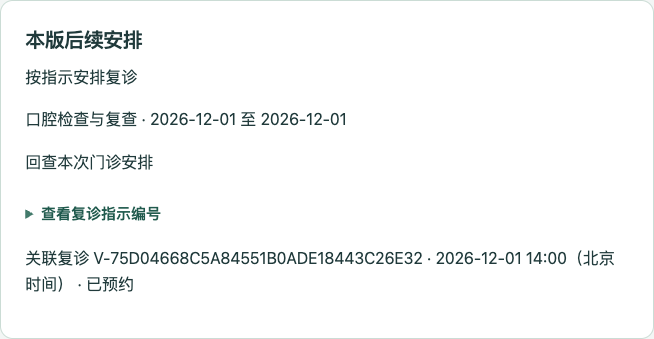 本版后续安排
按指示安排复诊
口腔检查与复查 · 2026-12-01 至 2026-12-01
回查本次门诊安排
▶ 查看复诊指示编号
关联复诊 V-75D04668C5A84551B0ADE18443C26E32 · 2026-12-01 14:00（北京
时间） · 已预约